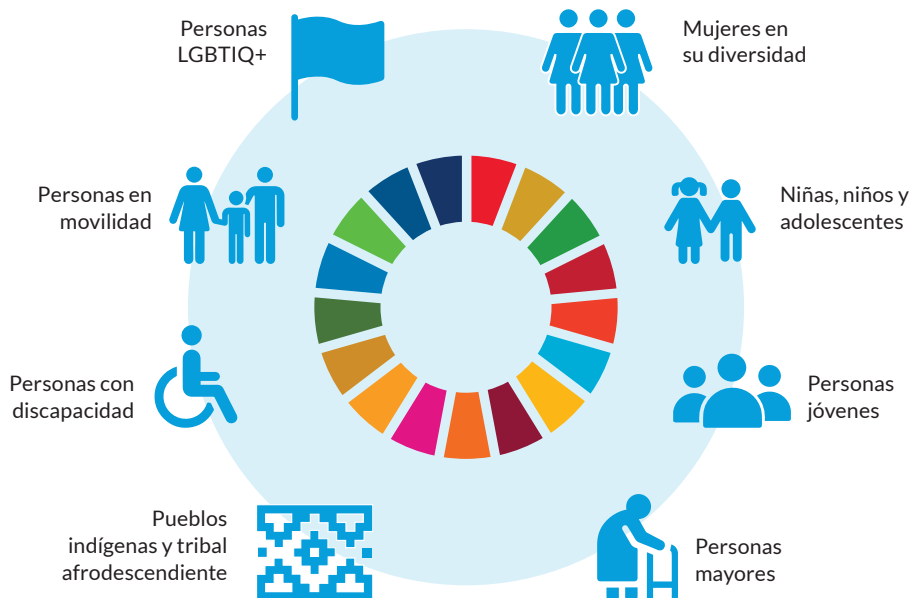 Personas
LGBTIQ+
Mujeres en
su diversidad
Personas en
movilidad
Niñas, niños y
adolescentes
Personas con
discapacidad
Personas
jóvenes
Pueblos
indígenas y tribal
afrodescendiente
Personas
mayores